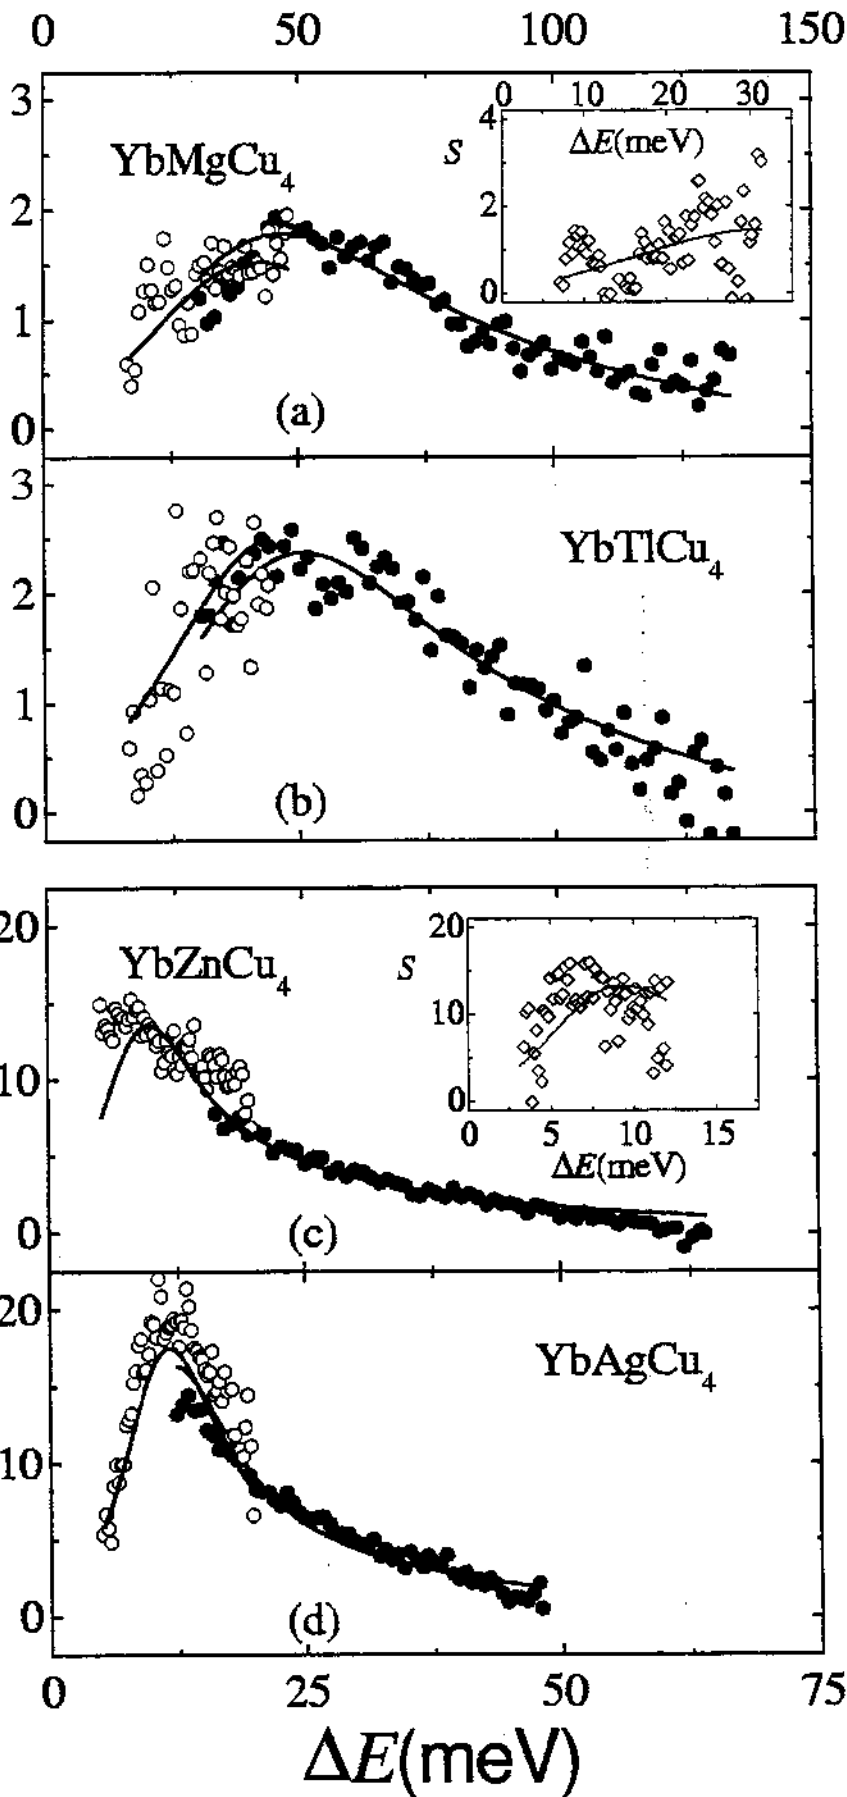 0 50 100 150
3
2
1
0
YbMgCu4
(a)
0 10 20 30
S ΔE(meV)
4
2
0
3
2
1
0
YbTlCu4
(b)
20
10
0
YbZnCu4
(c)
S
20
10
0
0 5 10 15
ΔE(meV)
20
10
0
YbAgCu4
(d)
0 25 50 75
ΔE(meV)